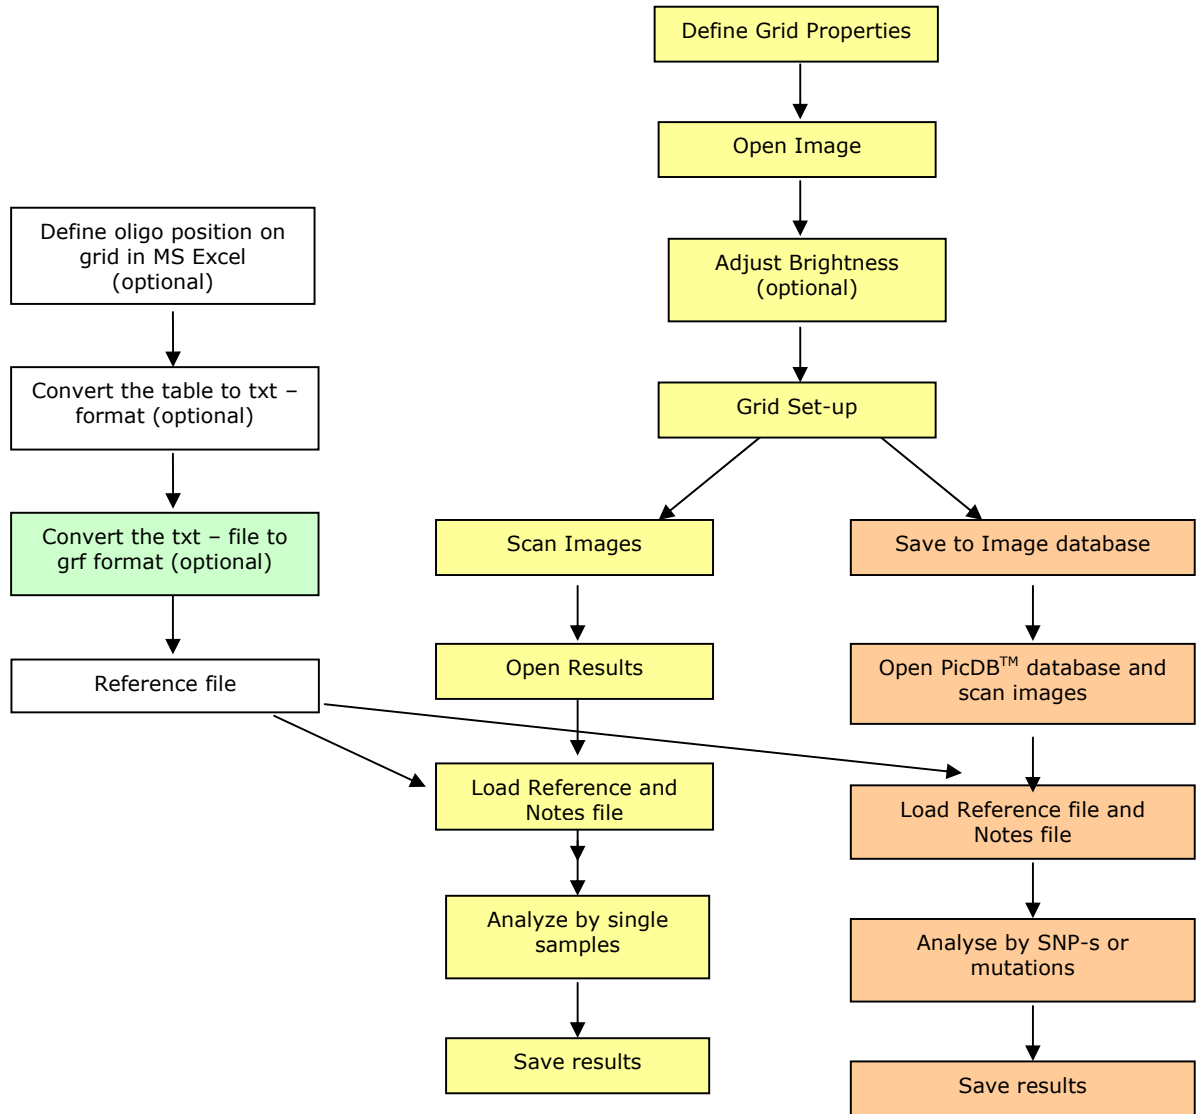 Define Grid Properties
Open Image
Define oligo position on
grid in MS Excel
(optional)
Adjust Brightness
(optional)
Convert the table to txt –
format (optional)
Grid Set-up
Convert the txt – file to
grf format (optional)
Scan Images
Save to Image database
Reference file
Open Results
Open PicDB™ database and
scan images
Load Reference and
Notes file
Load Reference file and
Notes file
Analyze by single
samples
Analyse by SNP-s or
mutations
Save results
Save results